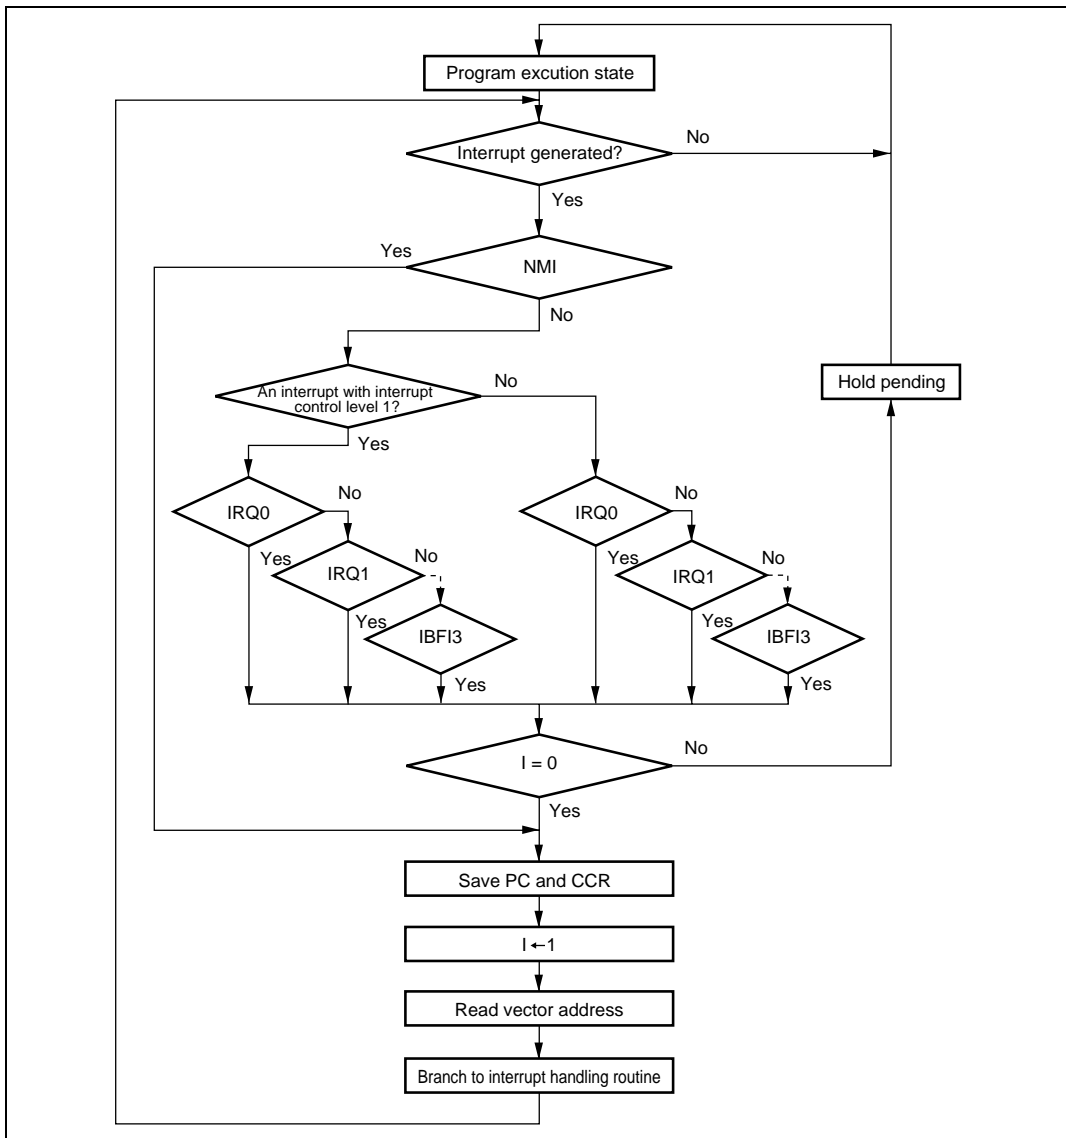 Program excution state
Interrupt generated?
No
Yes
Yes
NMI
No
An interrupt with interrupt
control level 1?
No
Hold pending
Yes
IRQ0
No
IRQ0
No
Yes
IRQ1
No
Yes
IRQ1
No
Yes
IBFI3
Yes
IBFI3
Yes
Yes
I = 0
No
Yes
Save PC and CCR
I ←1
Read vector address
Branch to interrupt handling routine